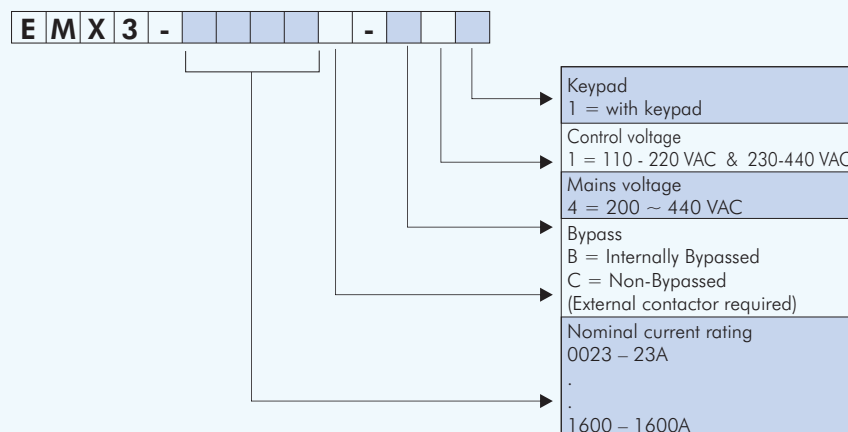 EMX3- -
Keypad
1 = with keypad
Control voltage
1 = 110 - 220 VAC & 230-440 VAC
Mains voltage
4 = 200 ~ 440 VAC
Bypass
B = Internally Bypassed
C = Non-Bypassed
(External contactor required)
Nominal current rating
0023 – 23A
.
.
1600 – 1600A